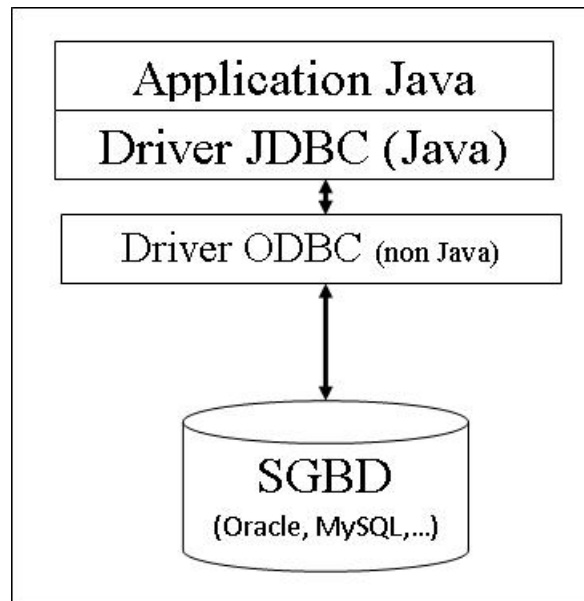 Application Java
Driver JDBC (Java)
Driver ODBC (non Java)
SGBD
(Oracle, MySQL,...)